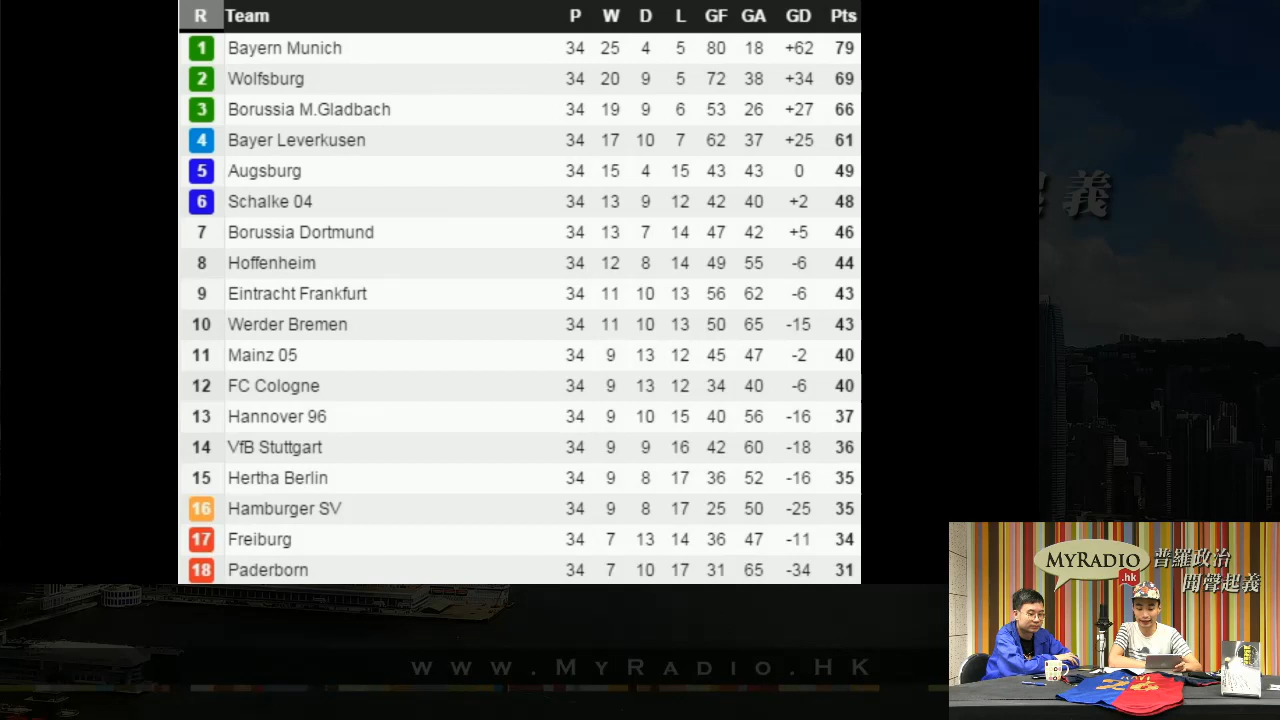 R Team P W D L GF GA GD Pts
1 Bayern Munich 34 25 4 5 80 18 +62 79
2 Wolfsburg 34 20 9 5 72 38 +34 69
3 Borussia M.Gladbach 34 19 9 6 53 26 +27 66
4 Bayer Leverkusen 34 17 10 7 62 37 +25 61
5 Augsburg 34 15 4 15 43 43 0 49
6 Schalke 04 34 13 9 12 42 40 +2 48
7 Borussia Dortmund 34 13 7 14 47 42 +5 46
8 Hoffenheim 34 12 8 14 49 55 -6 44
9 Eintracht Frankfurt 34 11 10 13 56 62 -6 43
10 Werder Bremen 34 11 10 13 50 65 -15 43
11 Mainz 05 34 9 13 12 45 47 -2 40
12 FC Cologne 34 9 13 12 34 40 -6 40
13 Hannover 96 34 9 10 15 40 56 -16 37
14 VfB Stuttgart 34 9 9 16 42 60 -18 36
15 Hertha Berlin 34 9 8 17 36 52 -16 35
16 Hamburger SV 34 9 8 17 25 50 -25 35
17 Freiburg 34 7 13 14 36 47 -11 34
18 Paderborn 34 7 10 17 31 65 -34 31
義
MYRADIO.hk
普羅政治
開聲起義
WWW.MYRADIO.HK